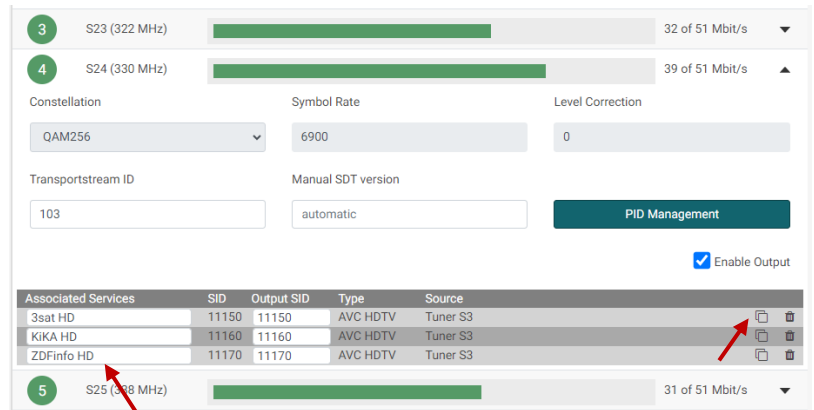 3 S23 (322 MHz) 32 of 51 Mbit/s
4 S24 (330 MHz) 39 of 51 Mbit/s
Constellation Symbol Rate Level Correction
QAM256 6900 0
Transportstream ID Manual SDT version
103 automatic PID Management
Enable Output
Associated Services SID Output SID Type Source
3sat HD 11150 11150 AVC HDTV Tuner S3
KiKA HD 11160 11160 AVC HDTV Tuner S3
ZDFinfo HD 11170 11170 AVC HDTV Tuner S3
5 S25 (338 MHz) 31 of 51 Mbit/s